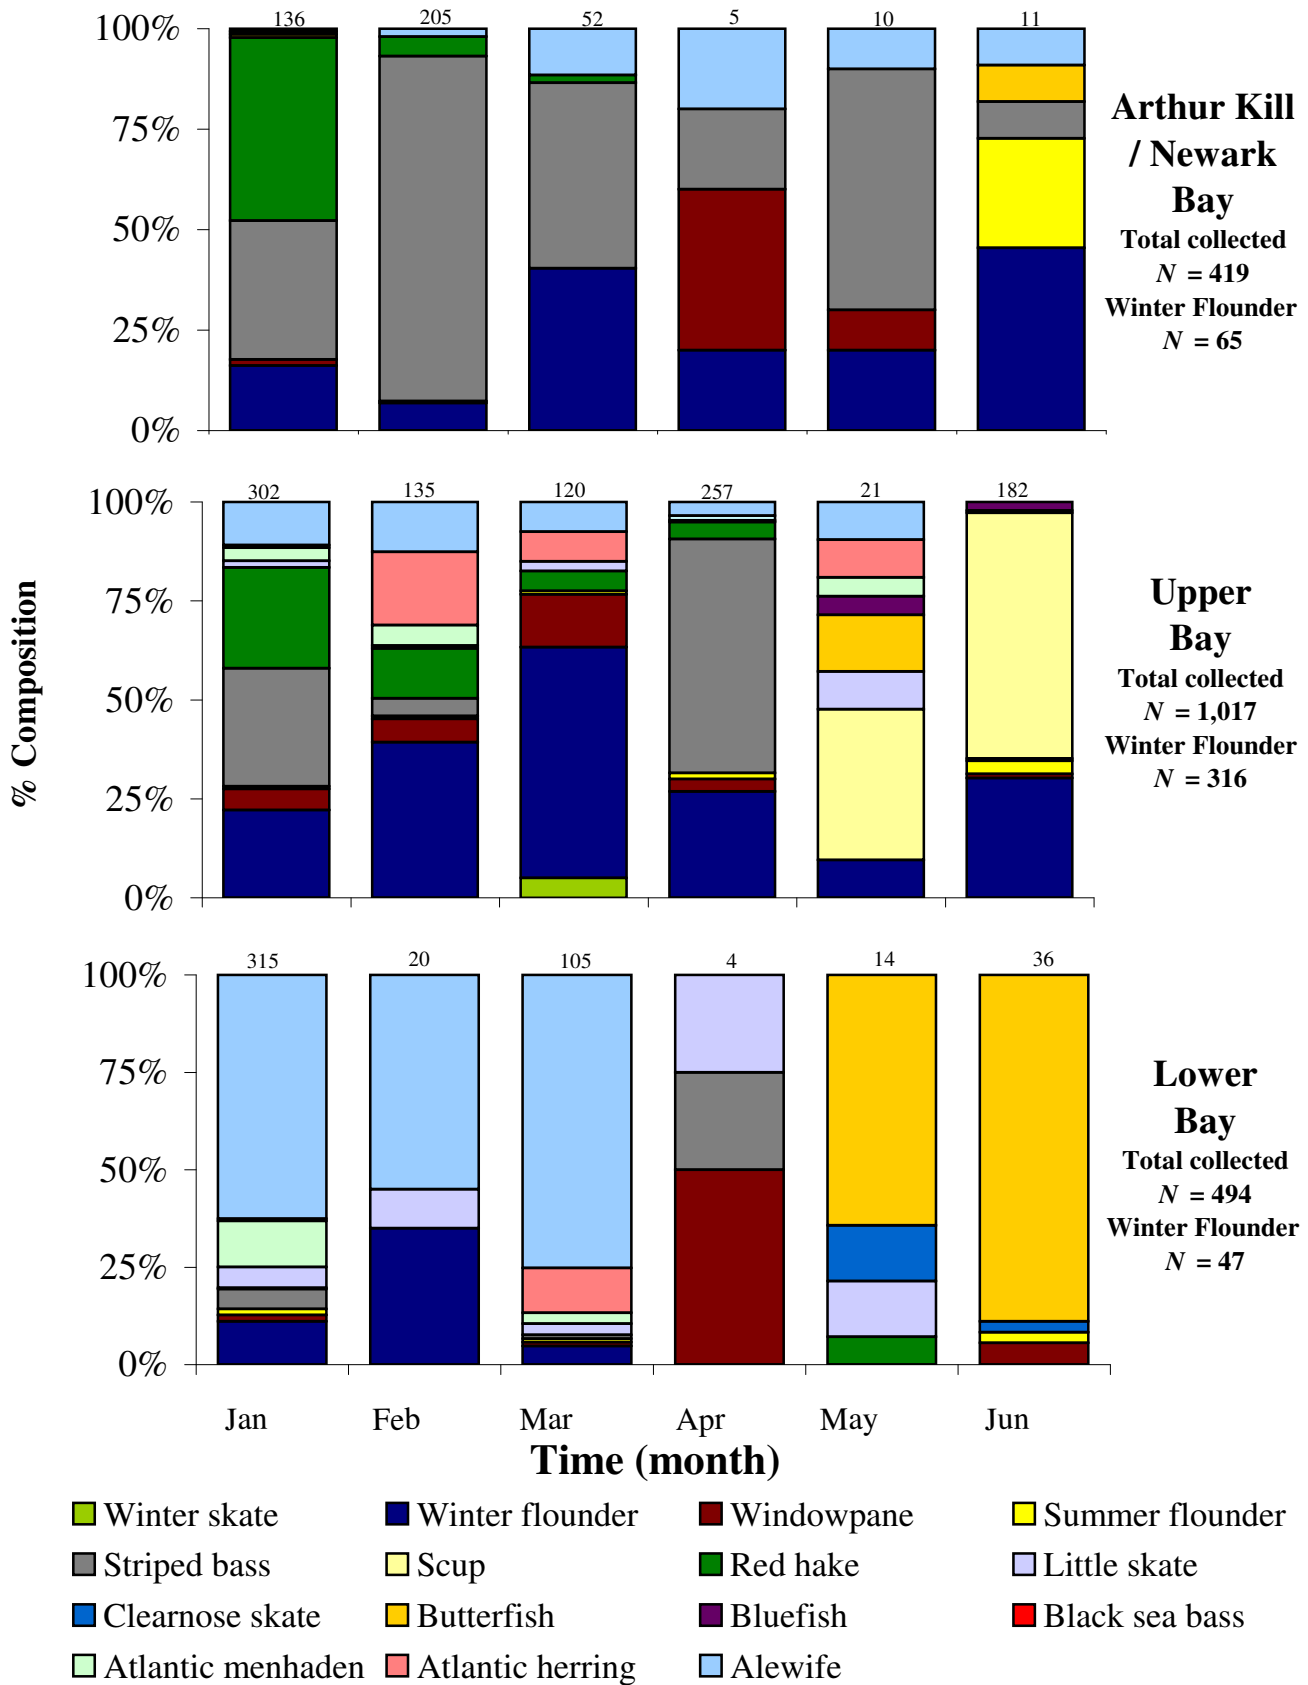 136 205 52 5 10 11
100%
75%
50%
25%
0%
Arthur Kill
/ Newark
Bay
Total collected
N = 419
Winter Flounder
N = 65
% Composition
302 135 120 257 21 182
100%
75%
50%
25%
0%
Upper
Bay
Total collected
N = 1,017
Winter Flounder
N = 316
315 20 105 4 14 36
100%
75%
50%
25%
0%
Lower
Bay
Total collected
N = 494
Winter Flounder
N = 47
Jan Feb Mar Apr May Jun
Time (month)
Winter skate Winter flounder Windowpane Summer flounder
Striped bass Scup Red hake Little skate
Clearnose skate Butterfish Bluefish Black sea bass
Atlantic menhaden Atlantic herring Alewife